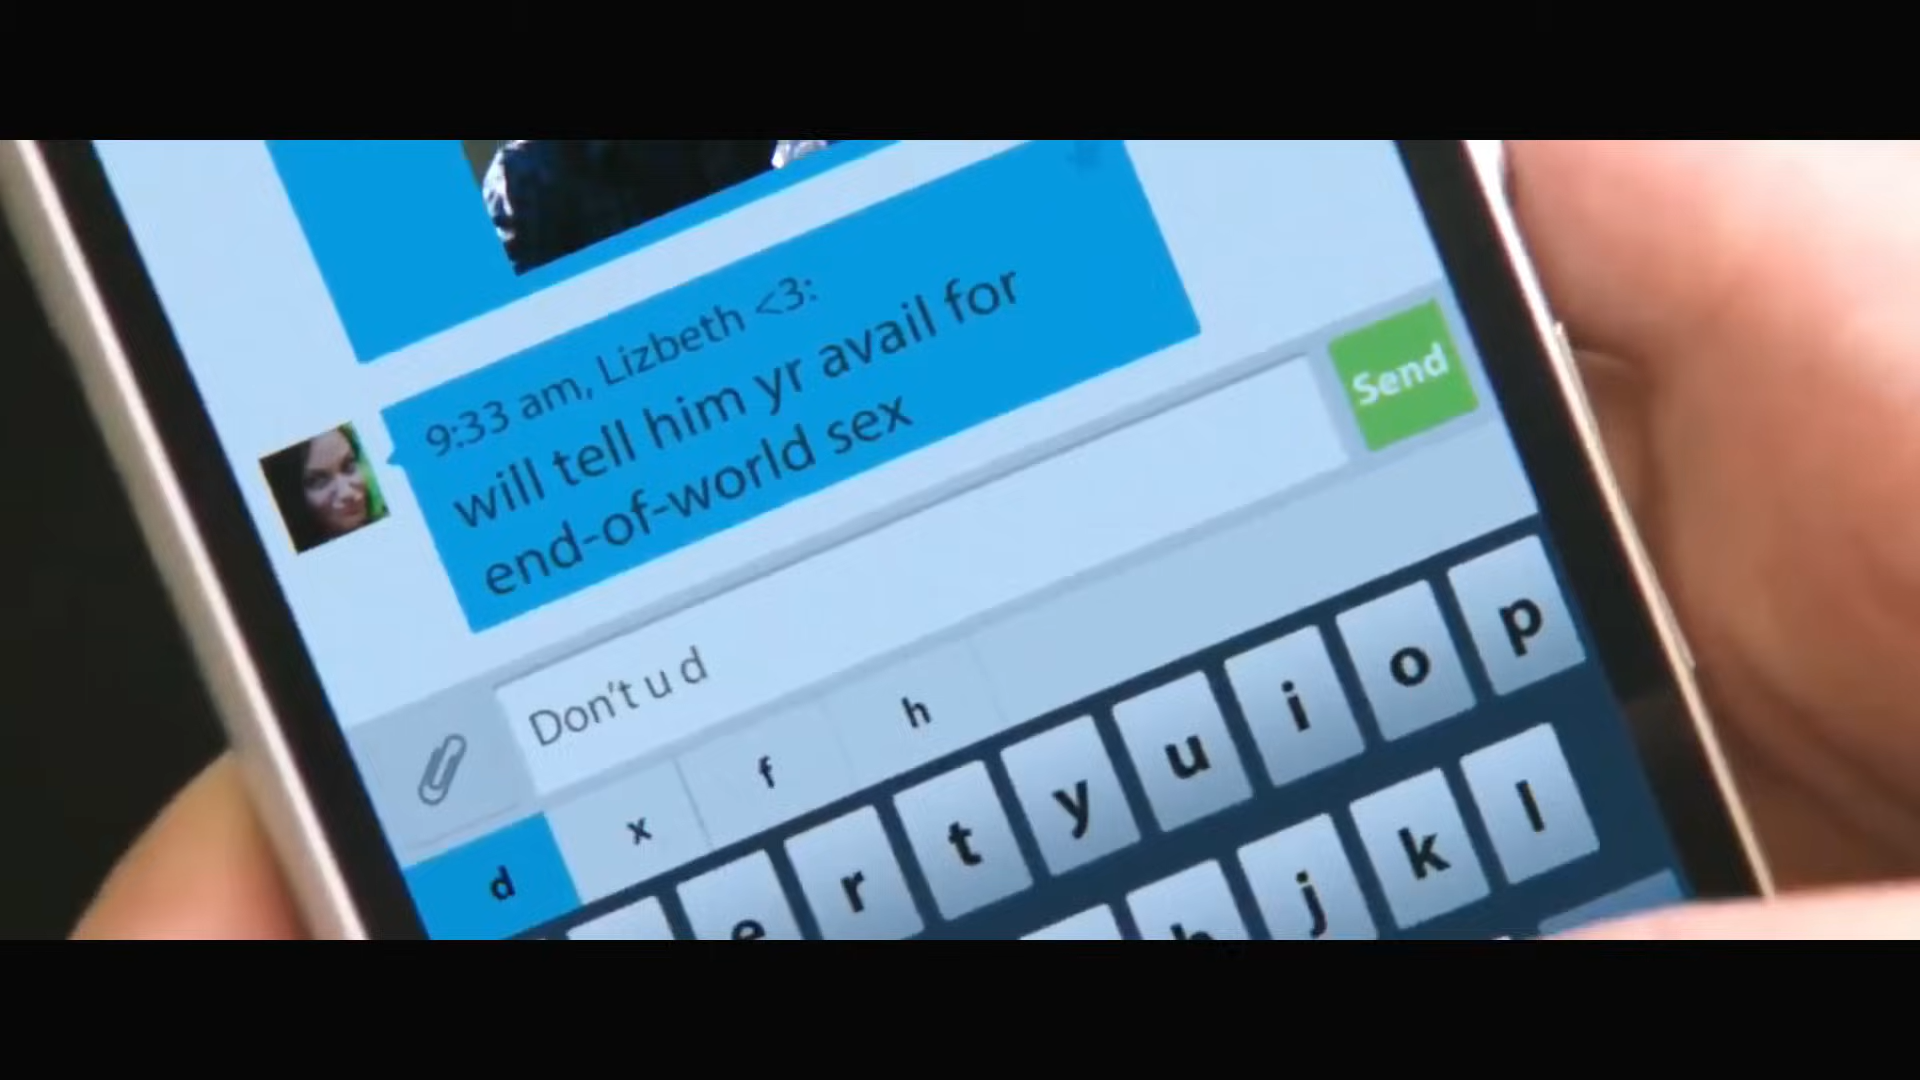 9:33 am, Lizbeth <3:
will tell him yr avail for
end-of-world sex
Send
Don't u d
d x f h
e r t y u i o p
h j k l